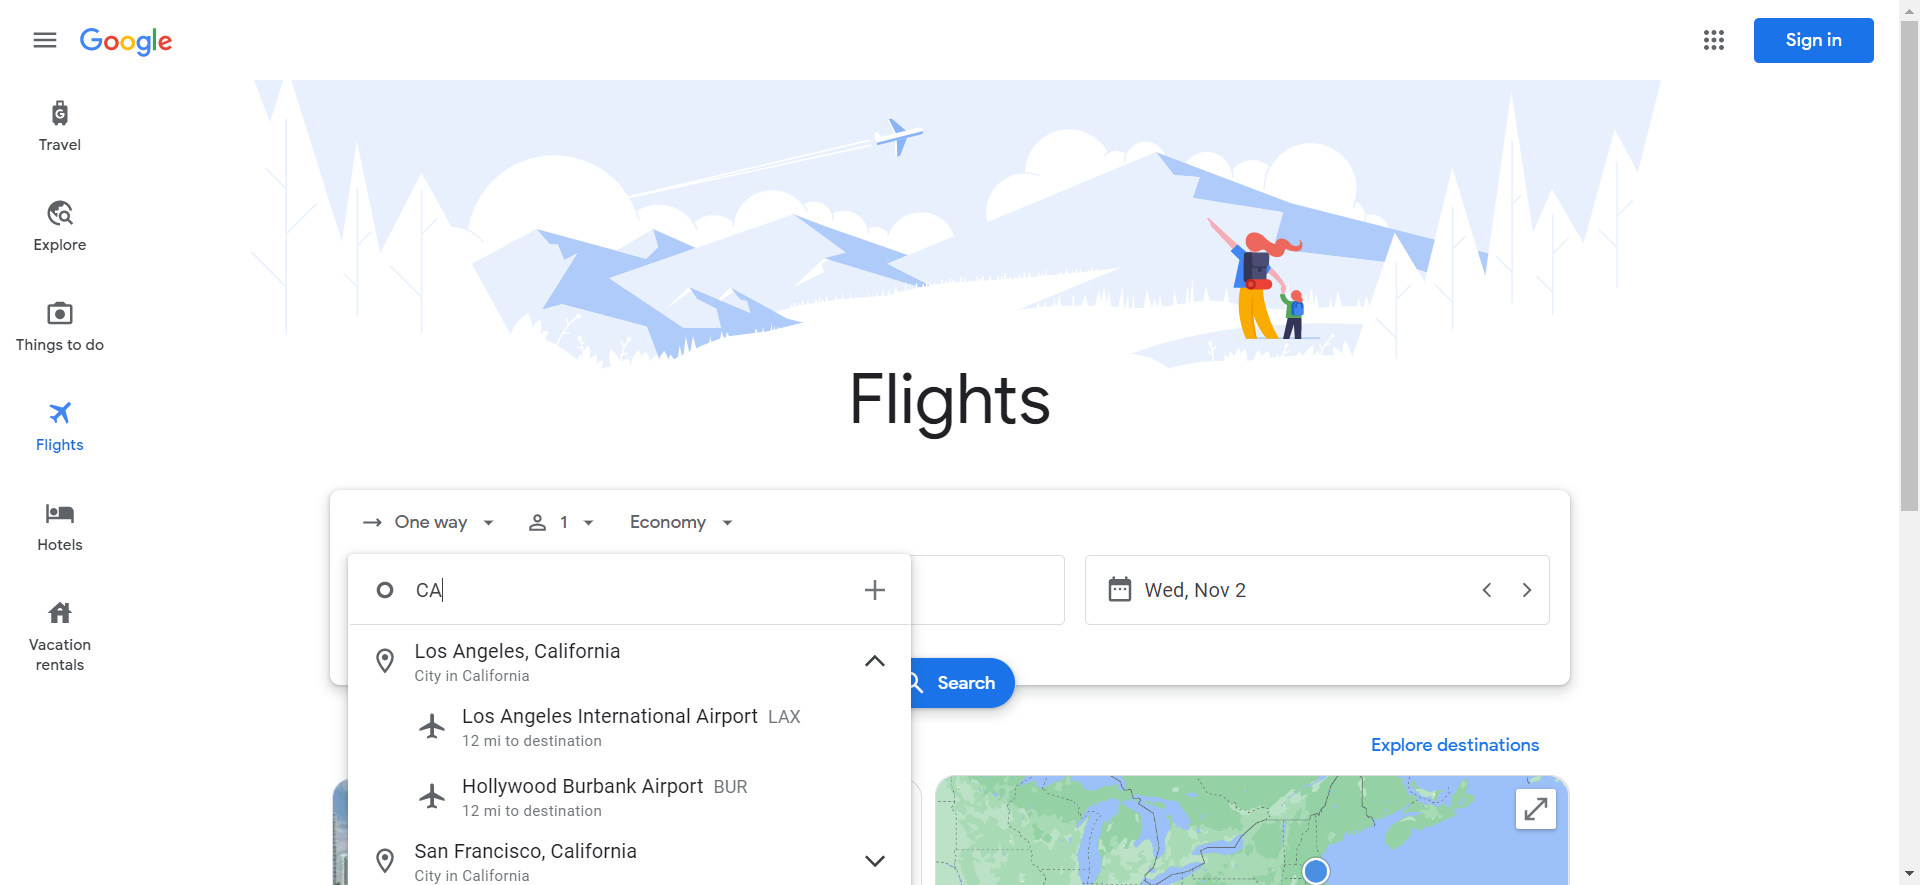 Google
Sign in
Travel
Explore
Things to do
Flights
Hotels
Vacation
rentals
Flights
One way 1 Economy
CA
Wed, Nov 2
Los Angeles, California
City in California
Los Angeles International Airport LAX
12 mi to destination
Hollywood Burbank Airport BUR
12 mi to destination
San Francisco, California
City in California
Search
Explore destinations